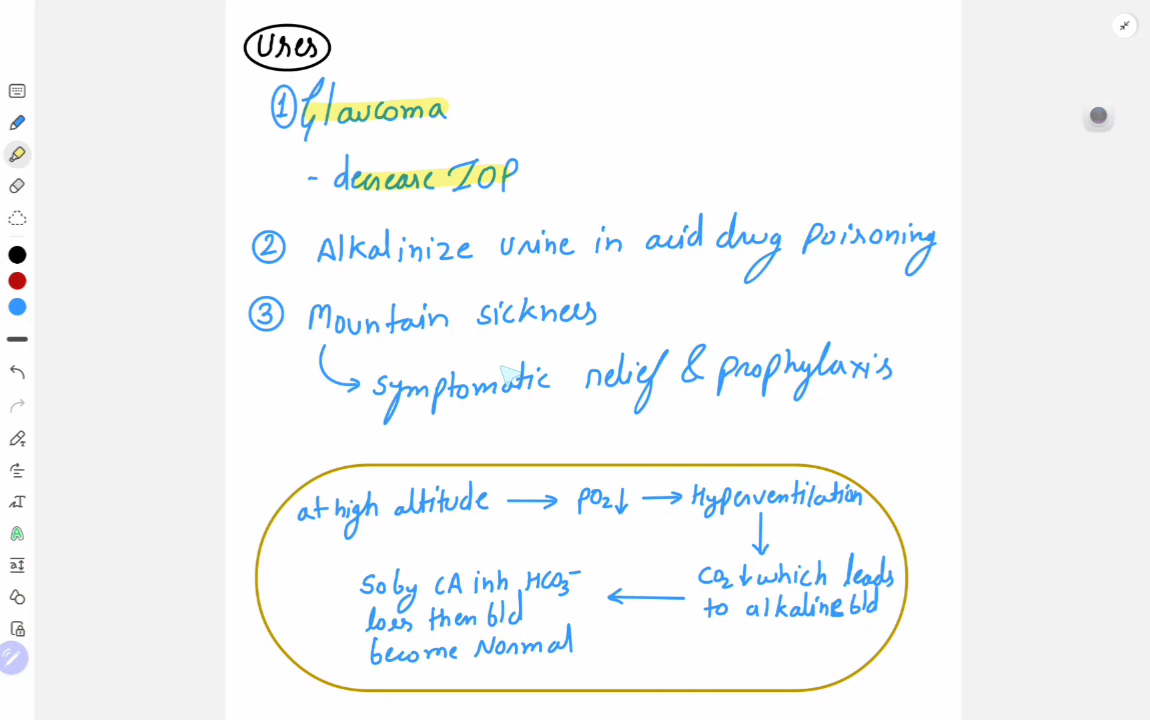 Uses
① Glaucoma
- decrease IOP
② Alkalinize urine in acid drug poisoning
③ Mountain sickness
↳ symptomatic relief & prophylaxis
at high altitude → PO2↓ → Hyperventilation
↓
CO2 ↓ which leads
to alkaline bld
←
So by CA inh HCO3⁻
loss then bld
become Normal